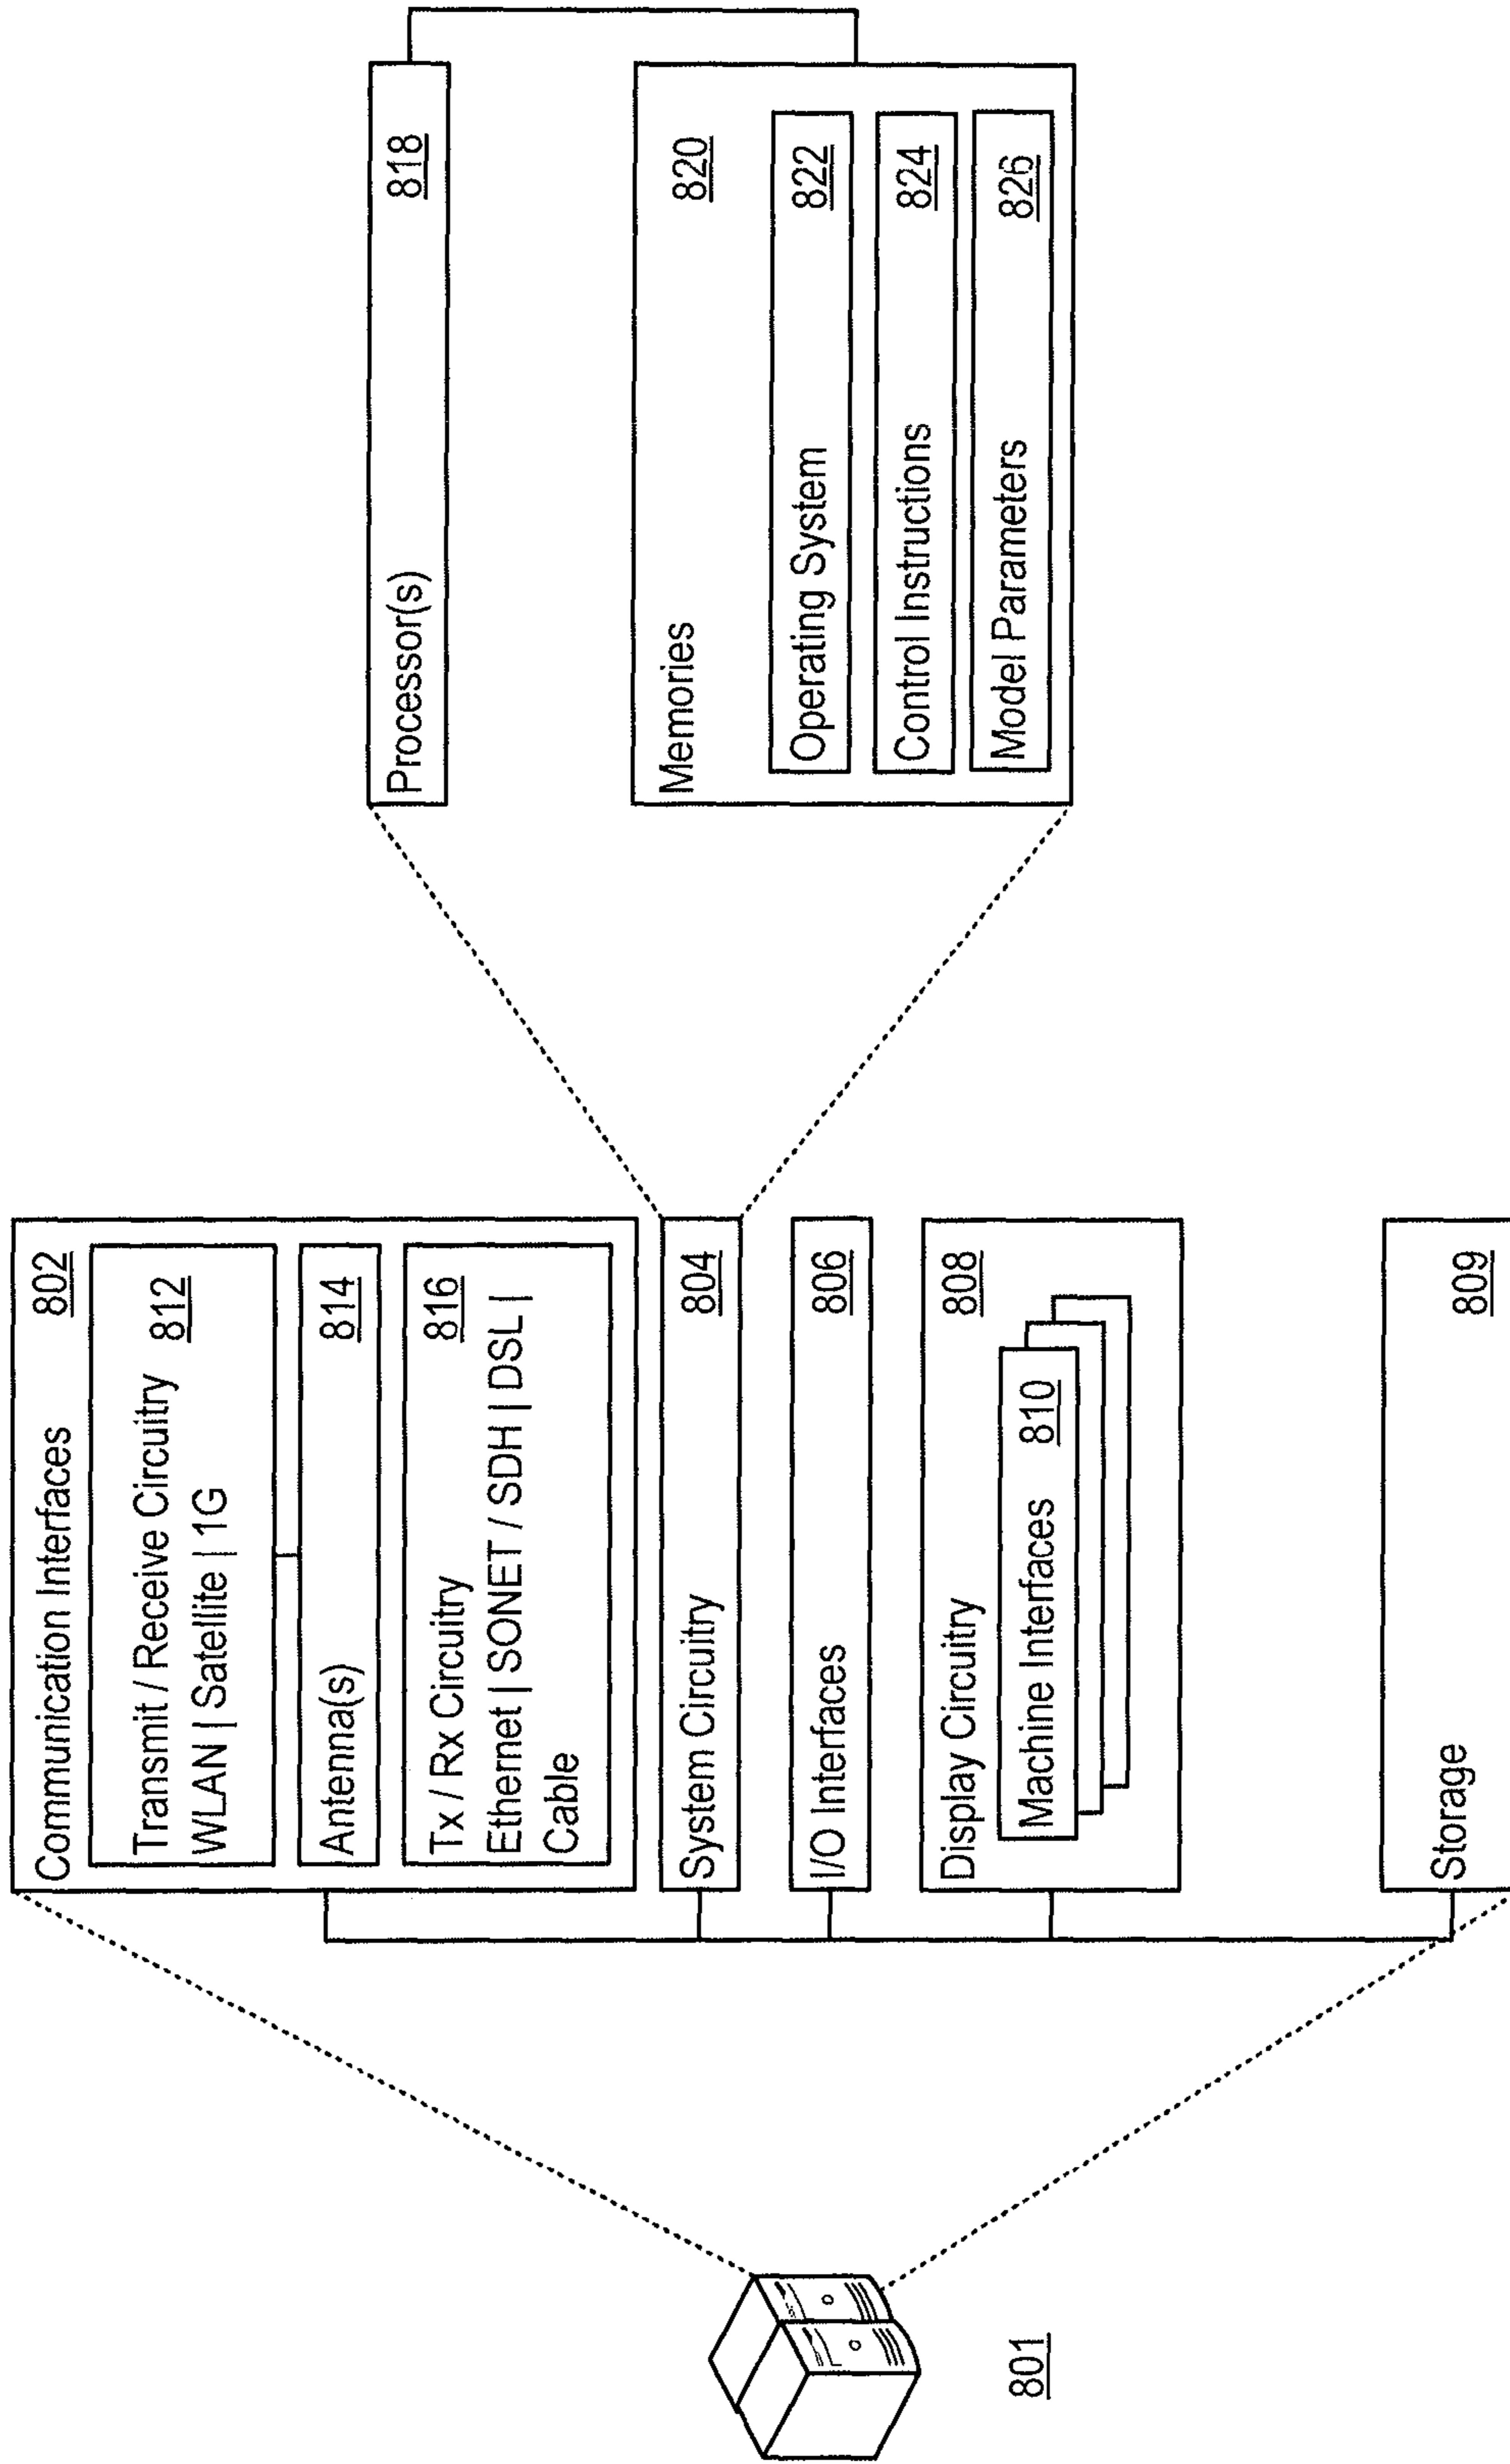 801
Communication Interfaces 802
Transmit / Receive Circuitry 812
WLAN | Satellite | 1G
Antenna(s) 814
Tx / Rx Circuitry 816
Ethernet | SONET / SDH | DSL |
Cable
System Circuitry 804
I/O Interfaces 806
Display Circuitry 808
Machine Interfaces 810
Storage 809
Processor(s) 818
Memories 820
Operating System 822
Control Instructions 824
Model Parameters 826